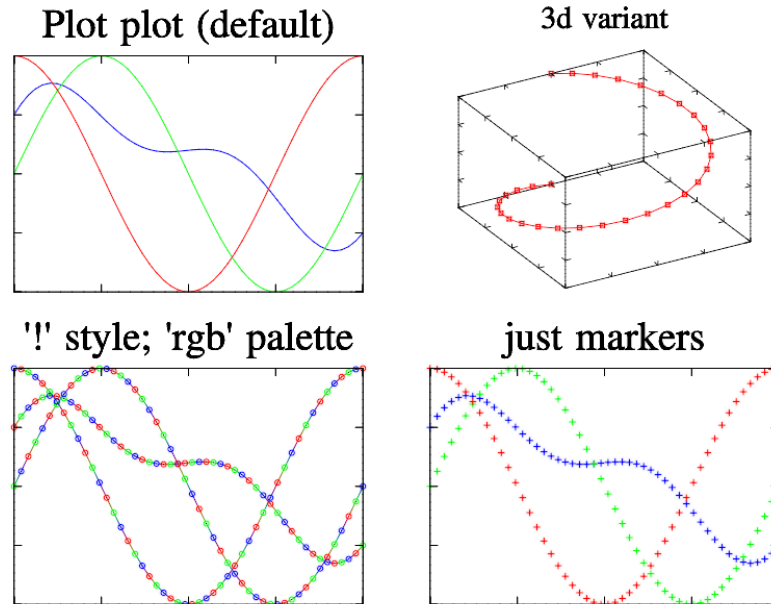 Plot plot (default)
3d variant
'!' style; 'rgb' palette
just markers